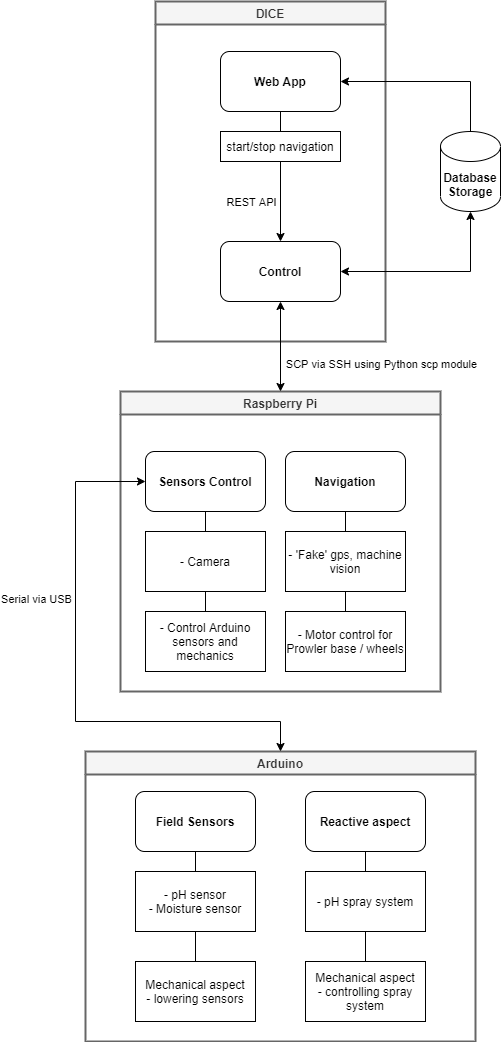 DICE
Web App
start/stop navigation
REST API
Control
Database
Storage
SCP via SSH using Python scp module
Raspberry Pi
Sensors Control
- Camera
- Control Arduino
sensors and
mechanics
Navigation
- 'Fake' gps, machine
vision
- Motor control for
Prowler base / wheels
Serial via USB
Arduino
Field Sensors
- pH sensor
- Moisture sensor
Mechanical aspect
- lowering sensors
Reactive aspect
- pH spray system
Mechanical aspect
- controlling spray
system